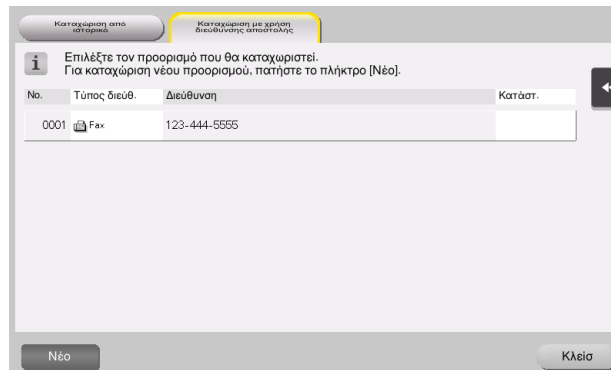 Καταχώριση από
ιστορικό
Καταχώριση με χρήση
διεύθυνσης αποστολής
Επιλέξτε τον προορισμό που θα καταχωριστεί.
Για καταχώριση νέου προορισμού, πατήστε το πλήκτρο [Νέο].
No. Τύπος διεύθ. Διεύθυνση Κατάστ.
0001 Fax 123-444-5555
Νέο Κλείσ